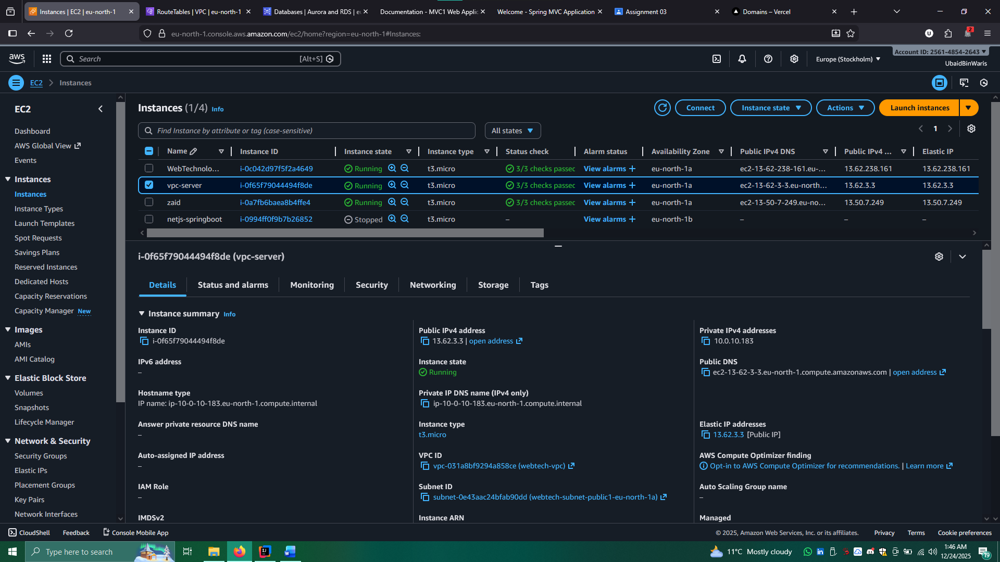 Instances | EC2 | eu-north-1
RouteTables | VPC | eu-north-1
Databases | Aurora and RDS | eu
Documentation - MVC1 Web Applic
Welcome - Spring MVC Application
Assignment 03
Domains – Vercel
eu-north-1.console.aws.amazon.com/ec2/home?region=eu-north-1#Instances:
U
2
aws
Search
[Alt+S]
Europe (Stockholm)
Account ID: 2561-4854-2643
UbaidBinWaris
EC2
Instances
EC2
Dashboard
AWS Global View
Events
Instances
Instances
Instance Types
Launch Templates
Spot Requests
Savings Plans
Reserved Instances
Dedicated Hosts
Capacity Reservations
Capacity Manager New
Images
AMIs
AMI Catalog
Elastic Block Store
Volumes
Snapshots
Lifecycle Manager
Network & Security
Security Groups
Elastic IPs
Placement Groups
Key Pairs
Network Interfaces
Instances (1/4) Info
Connect
Instance state
Actions
Launch instances
Find Instance by attribute or tag (case-sensitive)
All states
1
Name Instance ID Instance state Instance type Status check Alarm status Availability Zone Public IPv4 DNS Public IPv4 ... Elastic IP
WebTechnolo... i-0c042d97f5f2a4649 Running t3.micro 3/3 checks passec View alarms + eu-north-1a ec2-13-62-238-161.eu-... 13.62.238.161 13.62.238.161
vpc-server i-0f65f79044494f8de Running t3.micro 3/3 checks passec View alarms + eu-north-1a ec2-13-62-3-3.eu-north... 13.62.3.3 13.62.3.3
zaid i-0a7fb6baea8b4ffe4 Running t3.micro 3/3 checks passec View alarms + eu-north-1a ec2-13-50-7-249.eu-no... 13.50.7.249 13.50.7.249
netjs-springboot i-0994ff0f9b7b26852 Stopped t3.micro – View alarms + eu-north-1b – – –
i-0f65f79044494f8de (vpc-server)
Details
Status and alarms
Monitoring
Security
Networking
Storage
Tags
Instance summary Info
Instance ID
i-0f65f79044494f8de
IPv6 address
–
Hostname type
IP name: ip-10-0-10-183.eu-north-1.compute.internal
Answer private resource DNS name
–
Auto-assigned IP address
–
IAM Role
–
IMDSv2
Public IPv4 address
13.62.3.3 | open address
Instance state
Running
Private IP DNS name (IPv4 only)
ip-10-0-10-183.eu-north-1.compute.internal
Instance type
t3.micro
VPC ID
vpc-031a8bf9294a858ce (webtech-vpc)
Subnet ID
subnet-0e43aac24bfab90dd (webtech-subnet-public1-eu-north-1a)
Instance ARN
Private IPv4 addresses
10.0.10.183
Public DNS
ec2-13-62-3-3.eu-north-1.compute.amazonaws.com | open address
Elastic IP addresses
13.62.3.3 [Public IP]
AWS Compute Optimizer finding
Opt-in to AWS Compute Optimizer for recommendations. | Learn more
Auto Scaling Group name
–
Managed
CloudShell
Feedback
Console Mobile App
© 2025, Amazon Web Services, Inc. or its affiliates.
Privacy
Terms
Cookie preferences
Type here to search
11°C Mostly cloudy
1:46 AM
12/24/2025
19